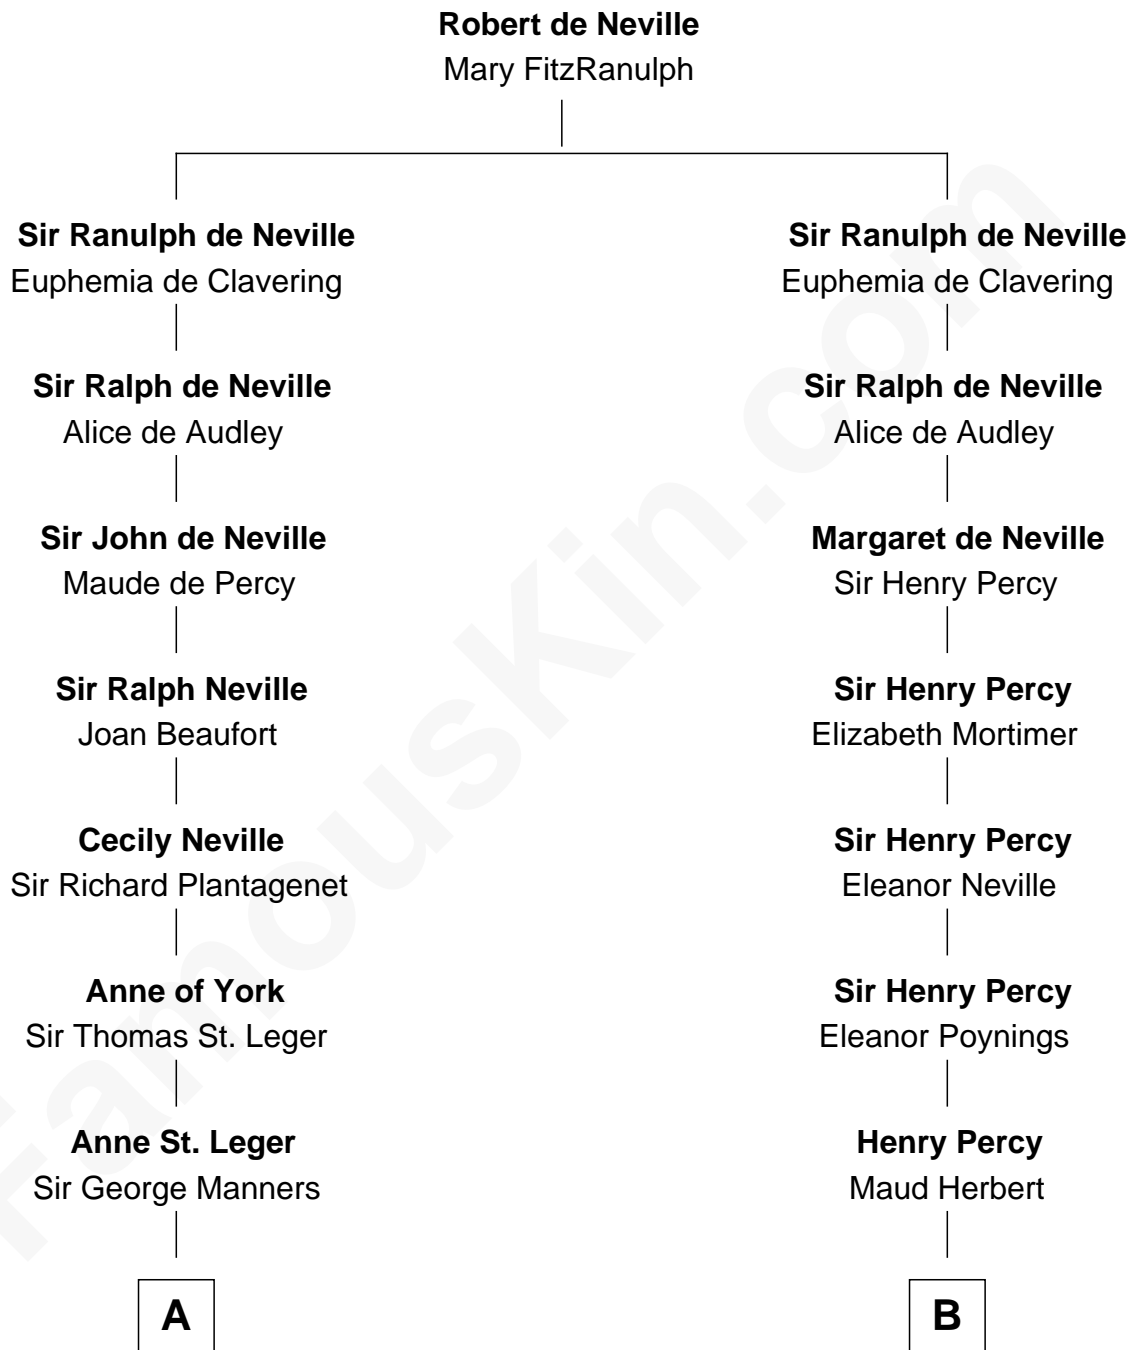 Robert de Neville
Mary FitzRanulph
Sir Ranulph de Neville
Euphemia de Clavering
Sir Ranulph de Neville
Euphemia de Clavering
Sir Ralph de Neville
Alice de Audley
Sir Ralph de Neville
Alice de Audley
Sir John de Neville
Maude de Percy
Margaret de Neville
Sir Henry Percy
Sir Ralph Neville
Joan Beaufort
Sir Henry Percy
Elizabeth Mortimer
Cecily Neville
Sir Richard Plantagenet
Sir Henry Percy
Eleanor Neville
Anne of York
Sir Thomas St. Leger
Sir Henry Percy
Eleanor Poynings
Anne St. Leger
Sir George Manners
Henry Percy
Maud Herbert
A
B
FamousKin.com